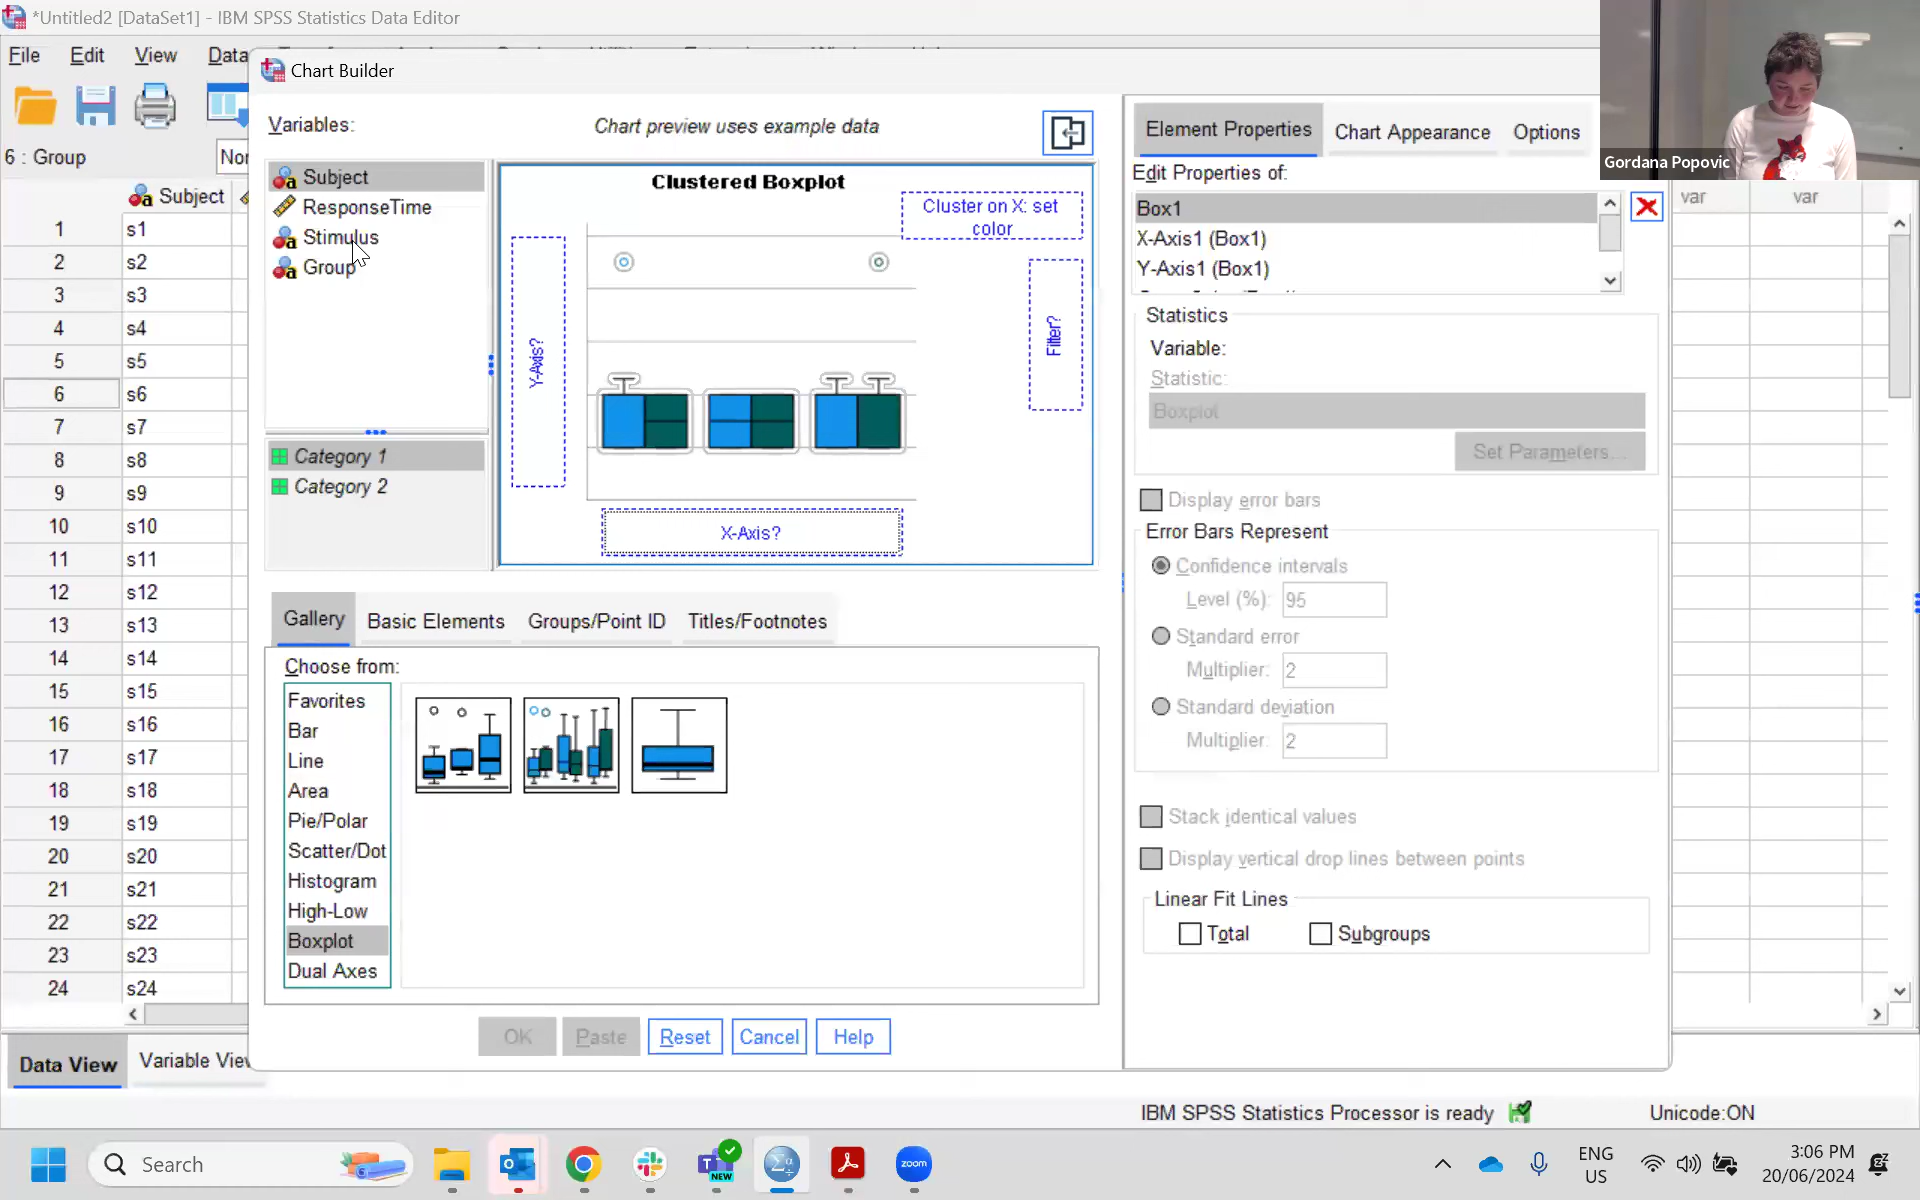 *Untitled2 [DataSet1] - IBM SPSS Statistics Data Editor
File Edit View Data
Chart Builder
Gordana Popovic
6 : Group
Subject
var var
1 s1
2 s2
3 s3
4 s4
5 s5
6 s6
7 s7
8 s8
9 s9
10 s10
11 s11
12 s12
13 s13
14 s14
15 s15
16 s16
17 s17
18 s18
19 s19
20 s20
21 s21
22 s22
23 s23
24 s24
Data View
Variables:
Subject
ResponseTime
Stimulus
Group
Category 1
Category 2
Chart preview uses example data
Clustered Boxplot
Cluster on X: set
color
Y-Axis?
Filter?
X-Axis?
Gallery Basic Elements Groups/Point ID Titles/Footnotes
Choose from:
Favorites
Bar
Line
Area
Pie/Polar
Scatter/Dot
Histogram
High-Low
Boxplot
Dual Axes
OK Paste Reset Cancel Help
Element Properties Chart Appearance Options
Edit Properties of:
Box1
X-Axis1 (Box1)
Y-Axis1 (Box1)
Statistics
Variable:
Statistic:
Boxplot
Set Parameters...
Display error bars
Error Bars Represent
Confidence intervals
Level (%): 95
Standard error
Multiplier: 2
Standard deviation
Multiplier: 2
Stack identical values
Display vertical drop lines between points
Linear Fit Lines
Total Subgroups
IBM SPSS Statistics Processor is ready Unicode:ON
Search
NEW
zoom
ENG
US
3:06 PM
20/06/2024